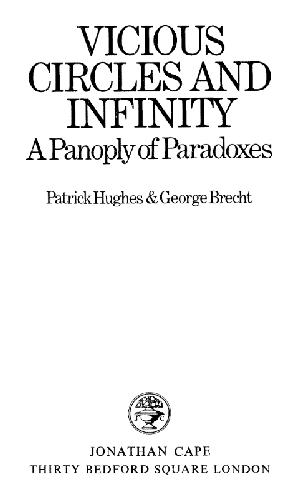 VICIOUS
CIRCLES AND
INFINITY
A Panoply of Paradoxes
Patrick Hughes & George Brecht
JONATHAN CAPE
THIRTY BEDFORD SQUARE LONDON